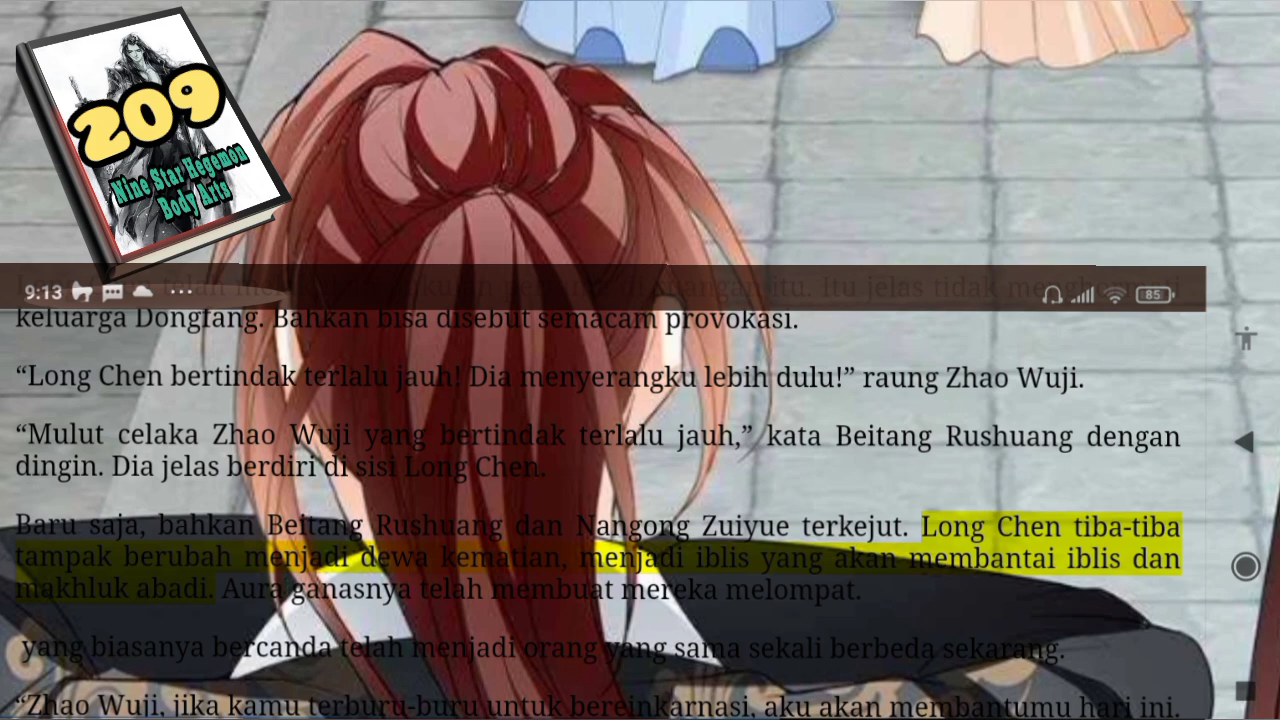 209
Nine Star Hegemon
Body Arts
9:13
85
itu. Itu jelas tidak
keluarga Dongfang. Bahkan bisa disebut semacam provokasi.
“Long Chen bertindak terlalu jauh! Dia menyerangku lebih dulu!” raung Zhao Wuji.
“Mulut celaka Zhao Wuji yang bertindak terlalu jauh,” kata Beitang Rushuang dengan
dingin. Dia jelas berdiri di sisi Long Chen.
Baru saja, bahkan Beitang Rushuang dan Nangong Zuiyue terkejut. Long Chen tiba-tiba
tampak berubah menjadi dewa kematian, menjadi iblis yang akan membantai iblis dan
makhluk abadi. Aura ganasnya telah membuat mereka melompat.
yang biasanya bercanda telah menjadi orang yang sama sekali berbeda sekarang.
“Zhao Wuji, jika kamu terburu-buru untuk bereinkarnasi, aku akan membantumu hari ini.